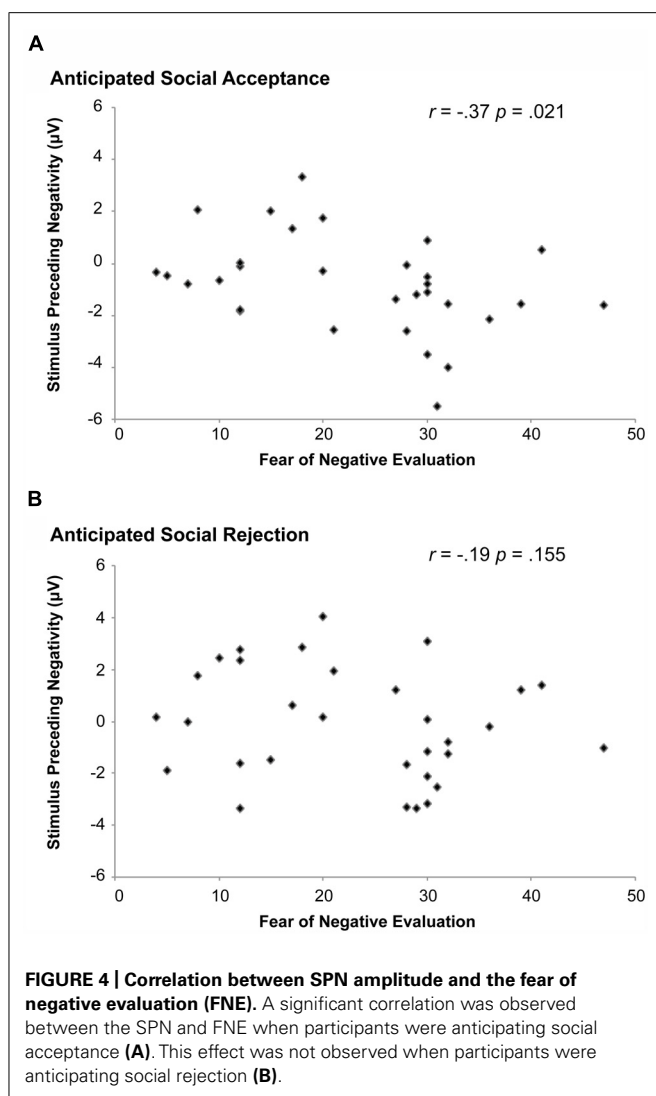 A
Anticipated Social Acceptance
r = -.37 p = .021
Stimulus Preceding Negativity (µV)
6
4
2
0
-2
-4
-6
0 10 20 30 40 50
Fear of Negative Evaluation
B
Anticipated Social Rejection
r = -.19 p = .155
Stimulus Preceding Negativity (µV)
6
4
2
0
-2
-4
-6
0 10 20 30 40 50
Fear of Negative Evaluation
FIGURE 4 | Correlation between SPN amplitude and the fear of
negative evaluation (FNE). A significant correlation was observed
between the SPN and FNE when participants were anticipating social
acceptance (A). This effect was not observed when participants were
anticipating social rejection (B).